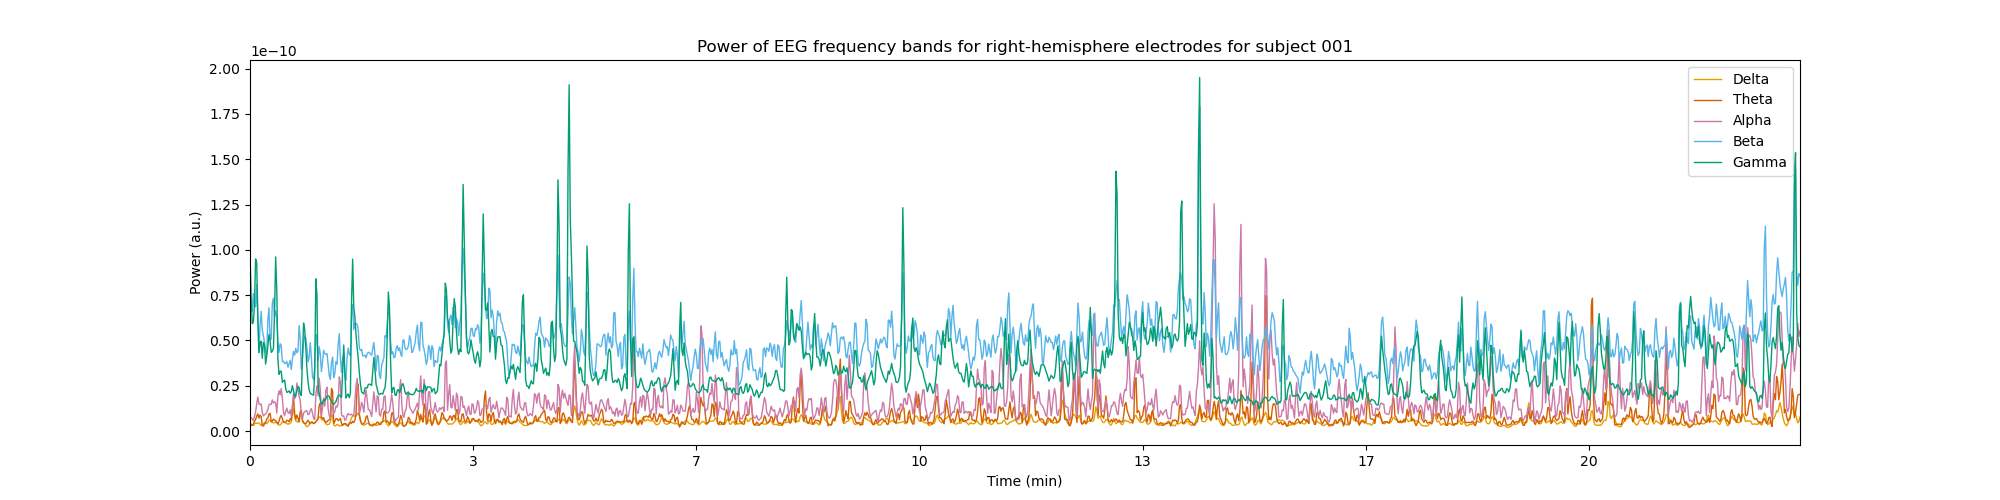 Power of EEG frequency bands for right-hemisphere electrodes for subject 001
1e−10
2.00
1.75
1.50
1.25
1.00
0.75
0.50
0.25
0.00
Power (a.u.)
Delta
Theta
Alpha
Beta
Gamma
0 3 7 10 13 17 20
Time (min)